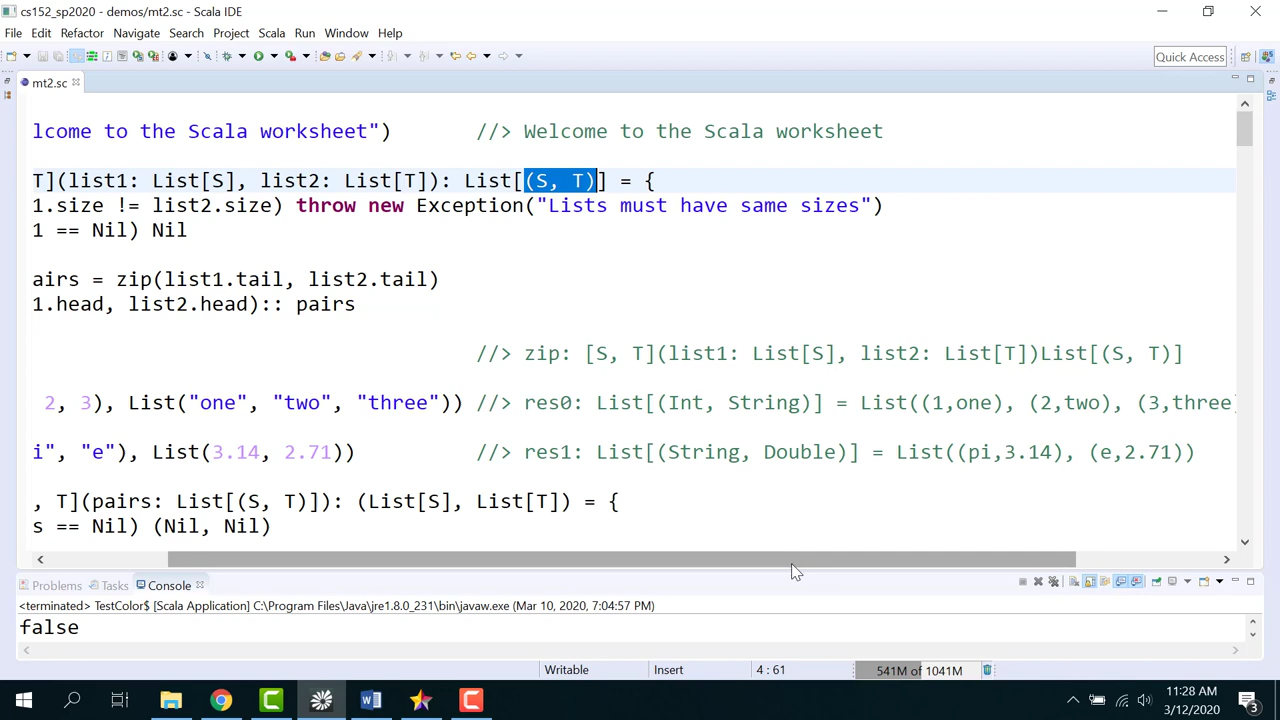 cs152_sp2020 - demos/mt2.sc - Scala IDE
File Edit Refactor Navigate Search Project Scala Run Window Help
Quick Access
mt2.sc
lcome to the Scala worksheet") //> Welcome to the Scala worksheet
T](list1: List[S], list2: List[T]): List[(S, T)] = {
1.size != list2.size) throw new Exception("Lists must have same sizes")
1 == Nil) Nil
airs = zip(list1.tail, list2.tail)
1.head, list2.head):: pairs
//> zip: [S, T](list1: List[S], list2: List[T])List[(S, T)]
2, 3), List("one", "two", "three")) //> res0: List[(Int, String)] = List((1,one), (2,two), (3,three
i", "e"), List(3.14, 2.71)) //> res1: List[(String, Double)] = List((pi,3.14), (e,2.71))
, T](pairs: List[(S, T)]): (List[S], List[T]) = {
s == Nil) (Nil, Nil)
Problems Tasks Console
<terminated> TestColor$ [Scala Application] C:\Program Files\Java\jre1.8.0_231\bin\javaw.exe (Mar 10, 2020, 7:04:57 PM)
false
Writable Insert 4 : 61 541M of 1041M
11:28 AM
3/12/2020
3